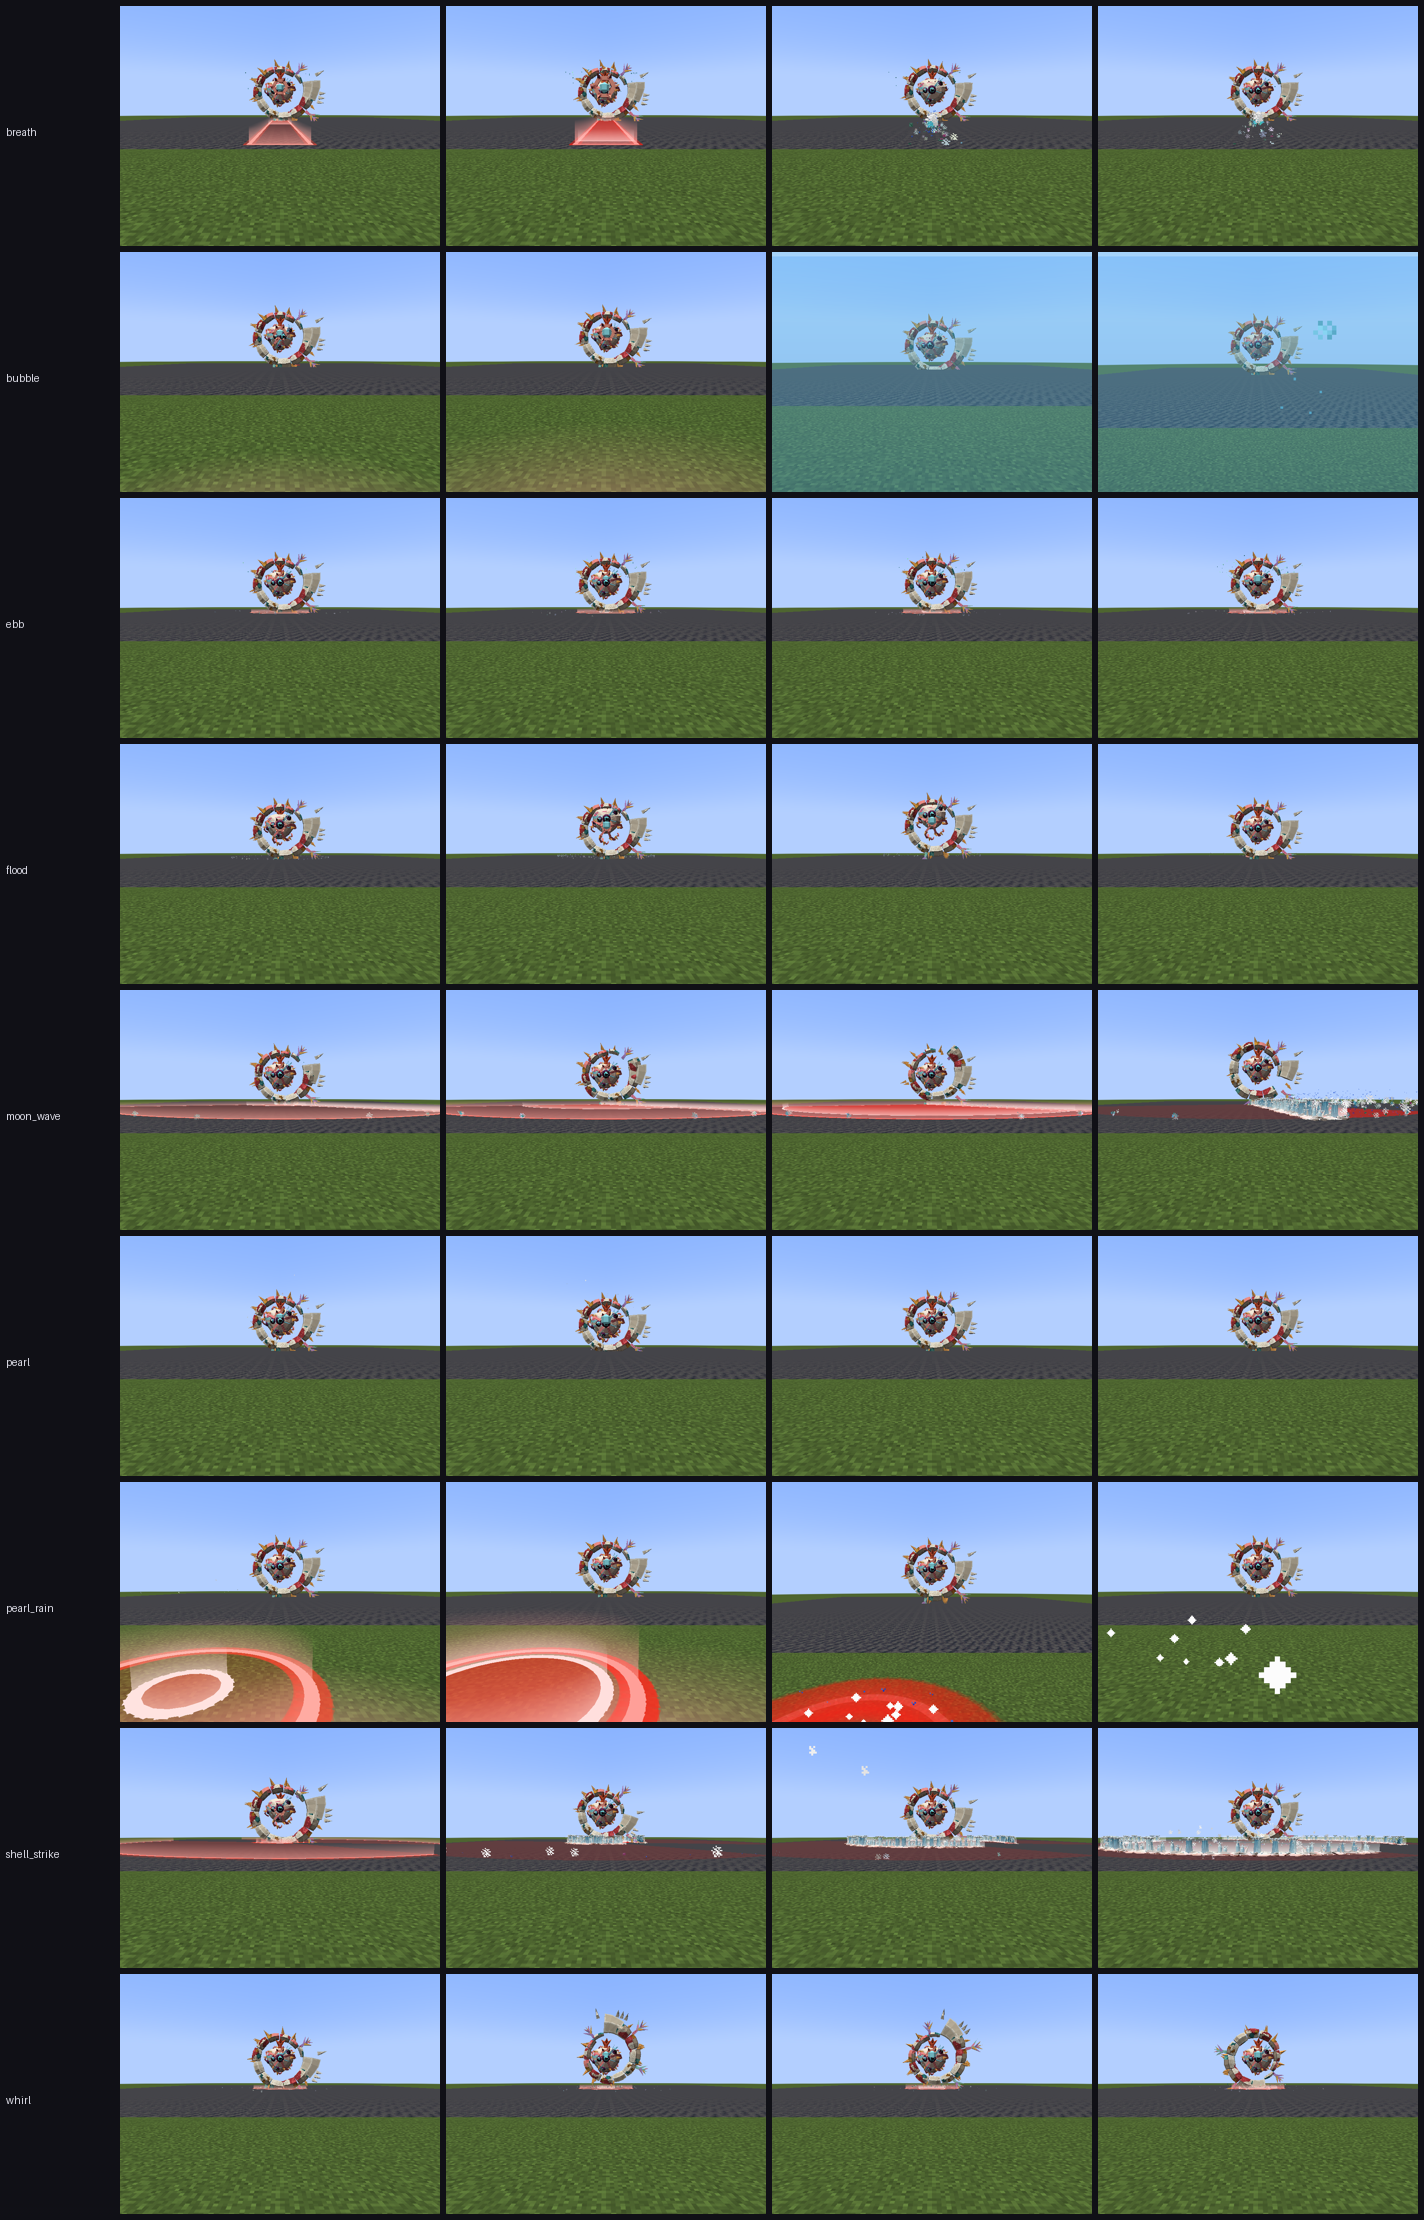 breath
bubble
ebb
flood
moon_wave
pearl
pearl_rain
shell_strike
whirl